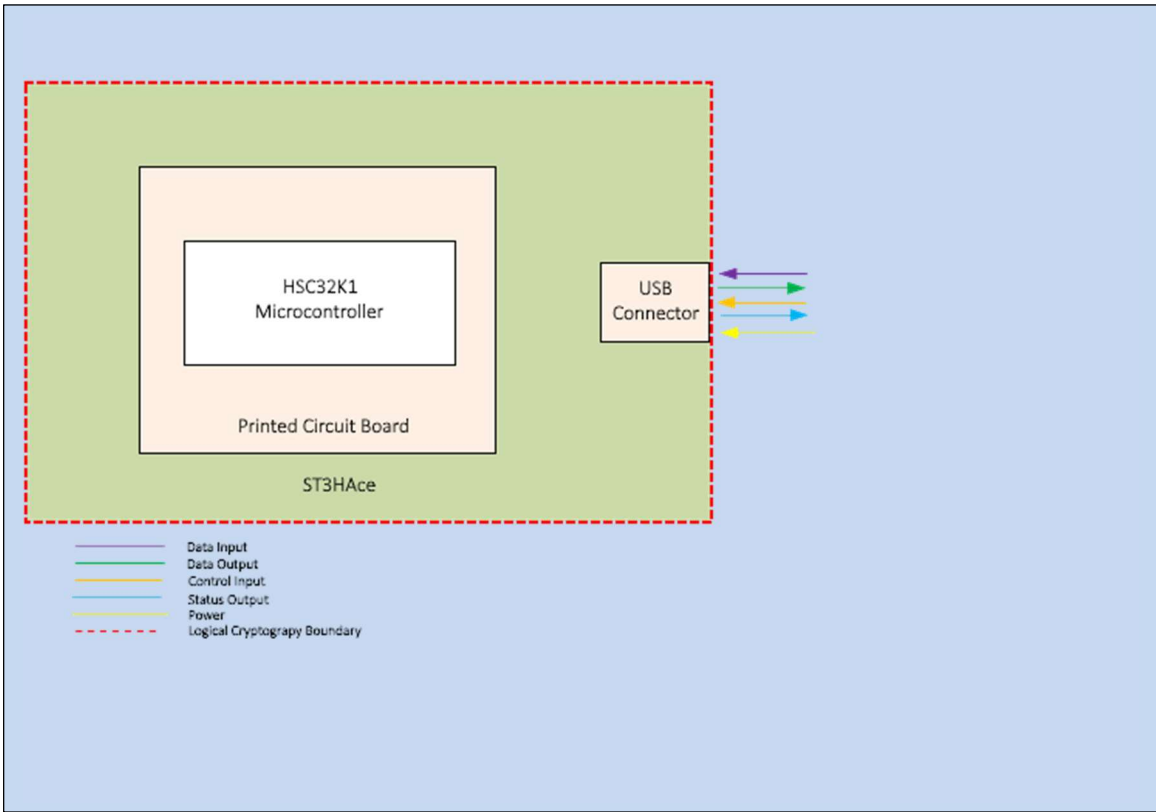 HSC32K1
Microcontroller
USB
Connector
Printed Circuit Board
ST3HAce
Data Input
Data Output
Control Input
Status Output
Power
Logical Cryptograpy Boundary